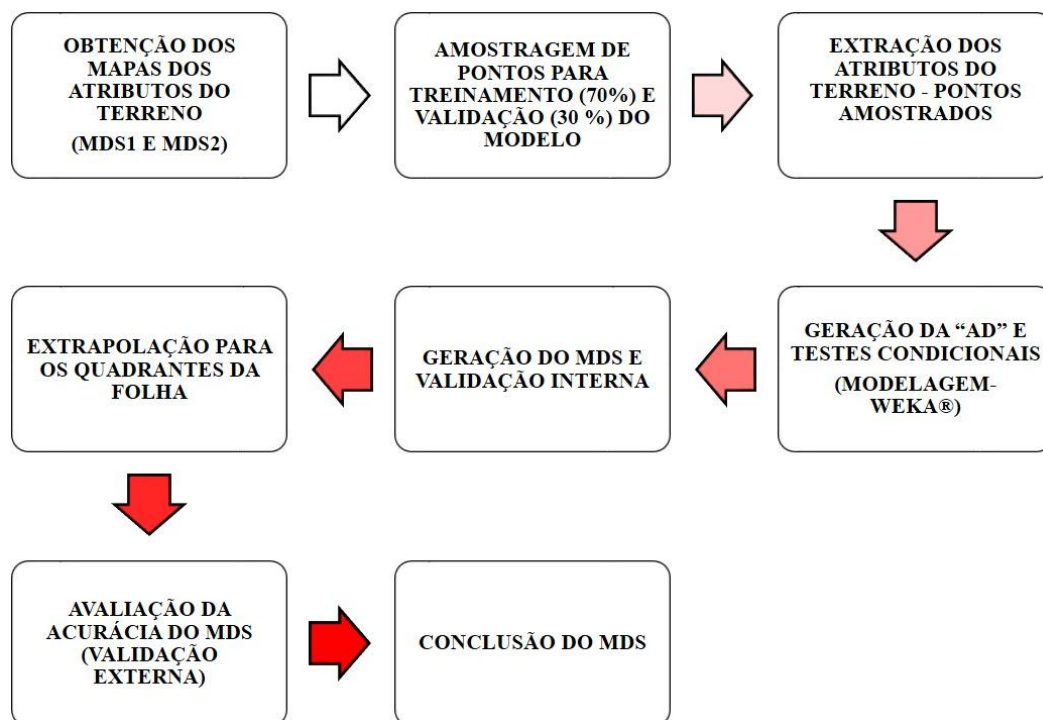 OBTENÇÃO DOS
MAPAS DOS
ATRIBUTOS DO
TERRENO
(MDS1 E MDS2)
AMOSTRAGEM DE
PONTOS PARA
TREINAMENTO (70%) E
VALIDAÇÃO (30 %) DO
MODELO
EXTRAÇÃO DOS
ATRIBUTOS DO
TERRENO - PONTOS
AMOSTRADOS
GERAÇÃO DA “AD” E
TESTES CONDICIONAIS
(MODELAGEM-
WEKA®)
GERAÇÃO DO MDS E
VALIDAÇÃO INTERNA
EXTRAPOLAÇÃO PARA
OS QUADRANTES DA
FOLHA
AVALIAÇÃO DA
ACURÁCIA DO MDS
(VALIDAÇÃO
EXTERNA)
CONCLUSÃO DO MDS